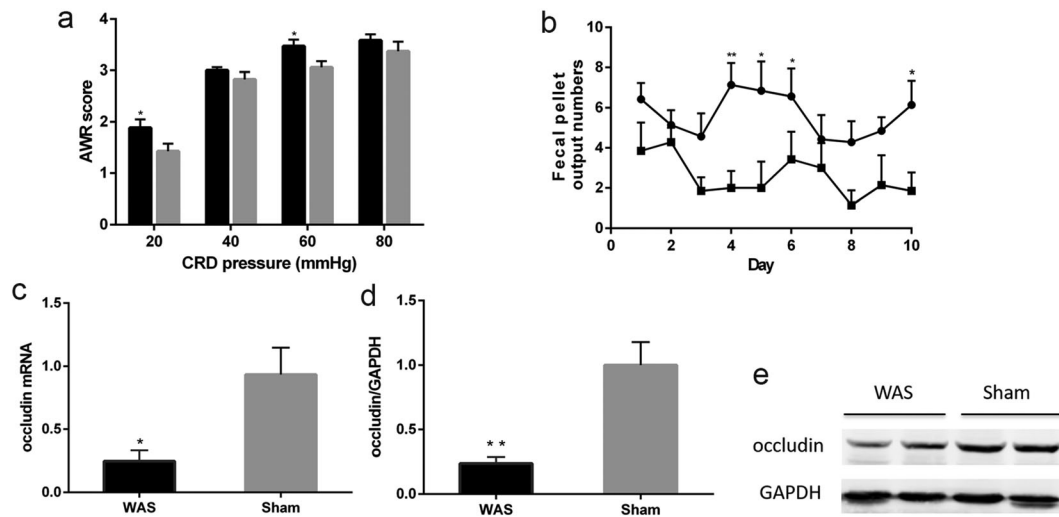 a
AWR score
4
3
2
1
0
*
*
20 40 60 80
CRD pressure (mmHg)
b
Fecal pellet
output numbers
10
8
6
4
2
0
** * * *
0 2 4 6 8 10
Day
c
occludin mRNA
1.5
1.0
0.5
0.0
*
WAS Sham
d
occludin/GAPDH
1.5
1.0
0.5
0.0
* *
WAS Sham
e
WAS Sham
occludin
GAPDH